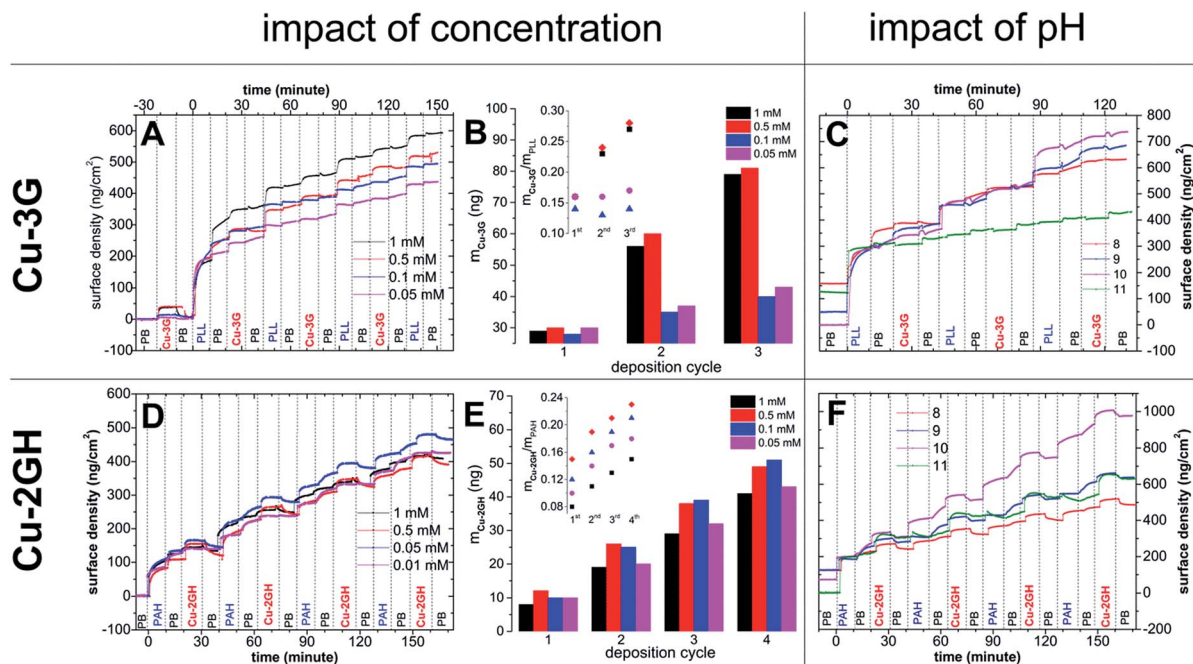 impact of concentration
impact of pH
Cu-3G
A
time (minute)
-30 0 30 60 90 120 150
surface density (ng/cm²)
600
500
400
300
200
100
0
-100
1 mM
0.5 mM
0.1 mM
0.05 mM
PB Cu-3G PB PLL PB Cu-3G PB PLL PB Cu-3G PB PLL PB Cu-3G PB PLL PB
B
m Cu-3G (ng)
100
90
80
70
60
50
40
30
m Cu-3G/m PLL
0.30
0.25
0.20
0.15
0.10
1st 2nd 3rd
1 mM
0.5 mM
0.1 mM
0.05 mM
1 2 3
deposition cycle
C
time (minute)
0 30 60 90 120
800
700
600
500
400
300
200
100
0
-100
surface density (ng/cm²)
8
9
10
11
PB PLL PB Cu-3G PB PLL PB Cu-3G PB PLL PB Cu-3G PB
Cu-2GH
D
surface density (ng/cm²)
600
500
400
300
200
100
0
-100
1 mM
0.5 mM
0.05 mM
0.01 mM
PB PAH PB Cu-2GH PB PAH PB Cu-2GH PB PAH PB Cu-2GH PB PAH PB Cu-2GH PB
0 30 60 90 120 150
time (minute)
E
m Cu-2GH (ng)
70
60
50
40
30
20
10
0
m Cu-2GH/m PAH
0.24
0.20
0.16
0.12
0.08
1st 2nd 3rd 4th
1 mM
0.5 mM
0.1 mM
0.05 mM
1 2 3 4
deposition cycle
F
8
9
10
11
1000
800
600
400
200
0
-200
surface density (ng/cm²)
PB PAH PB Cu-2GH PB PAH PB Cu-2GH PB PAH PB Cu-2GH PB PAH PB Cu-2GH PB
0 30 60 90 120 150
time (minute)